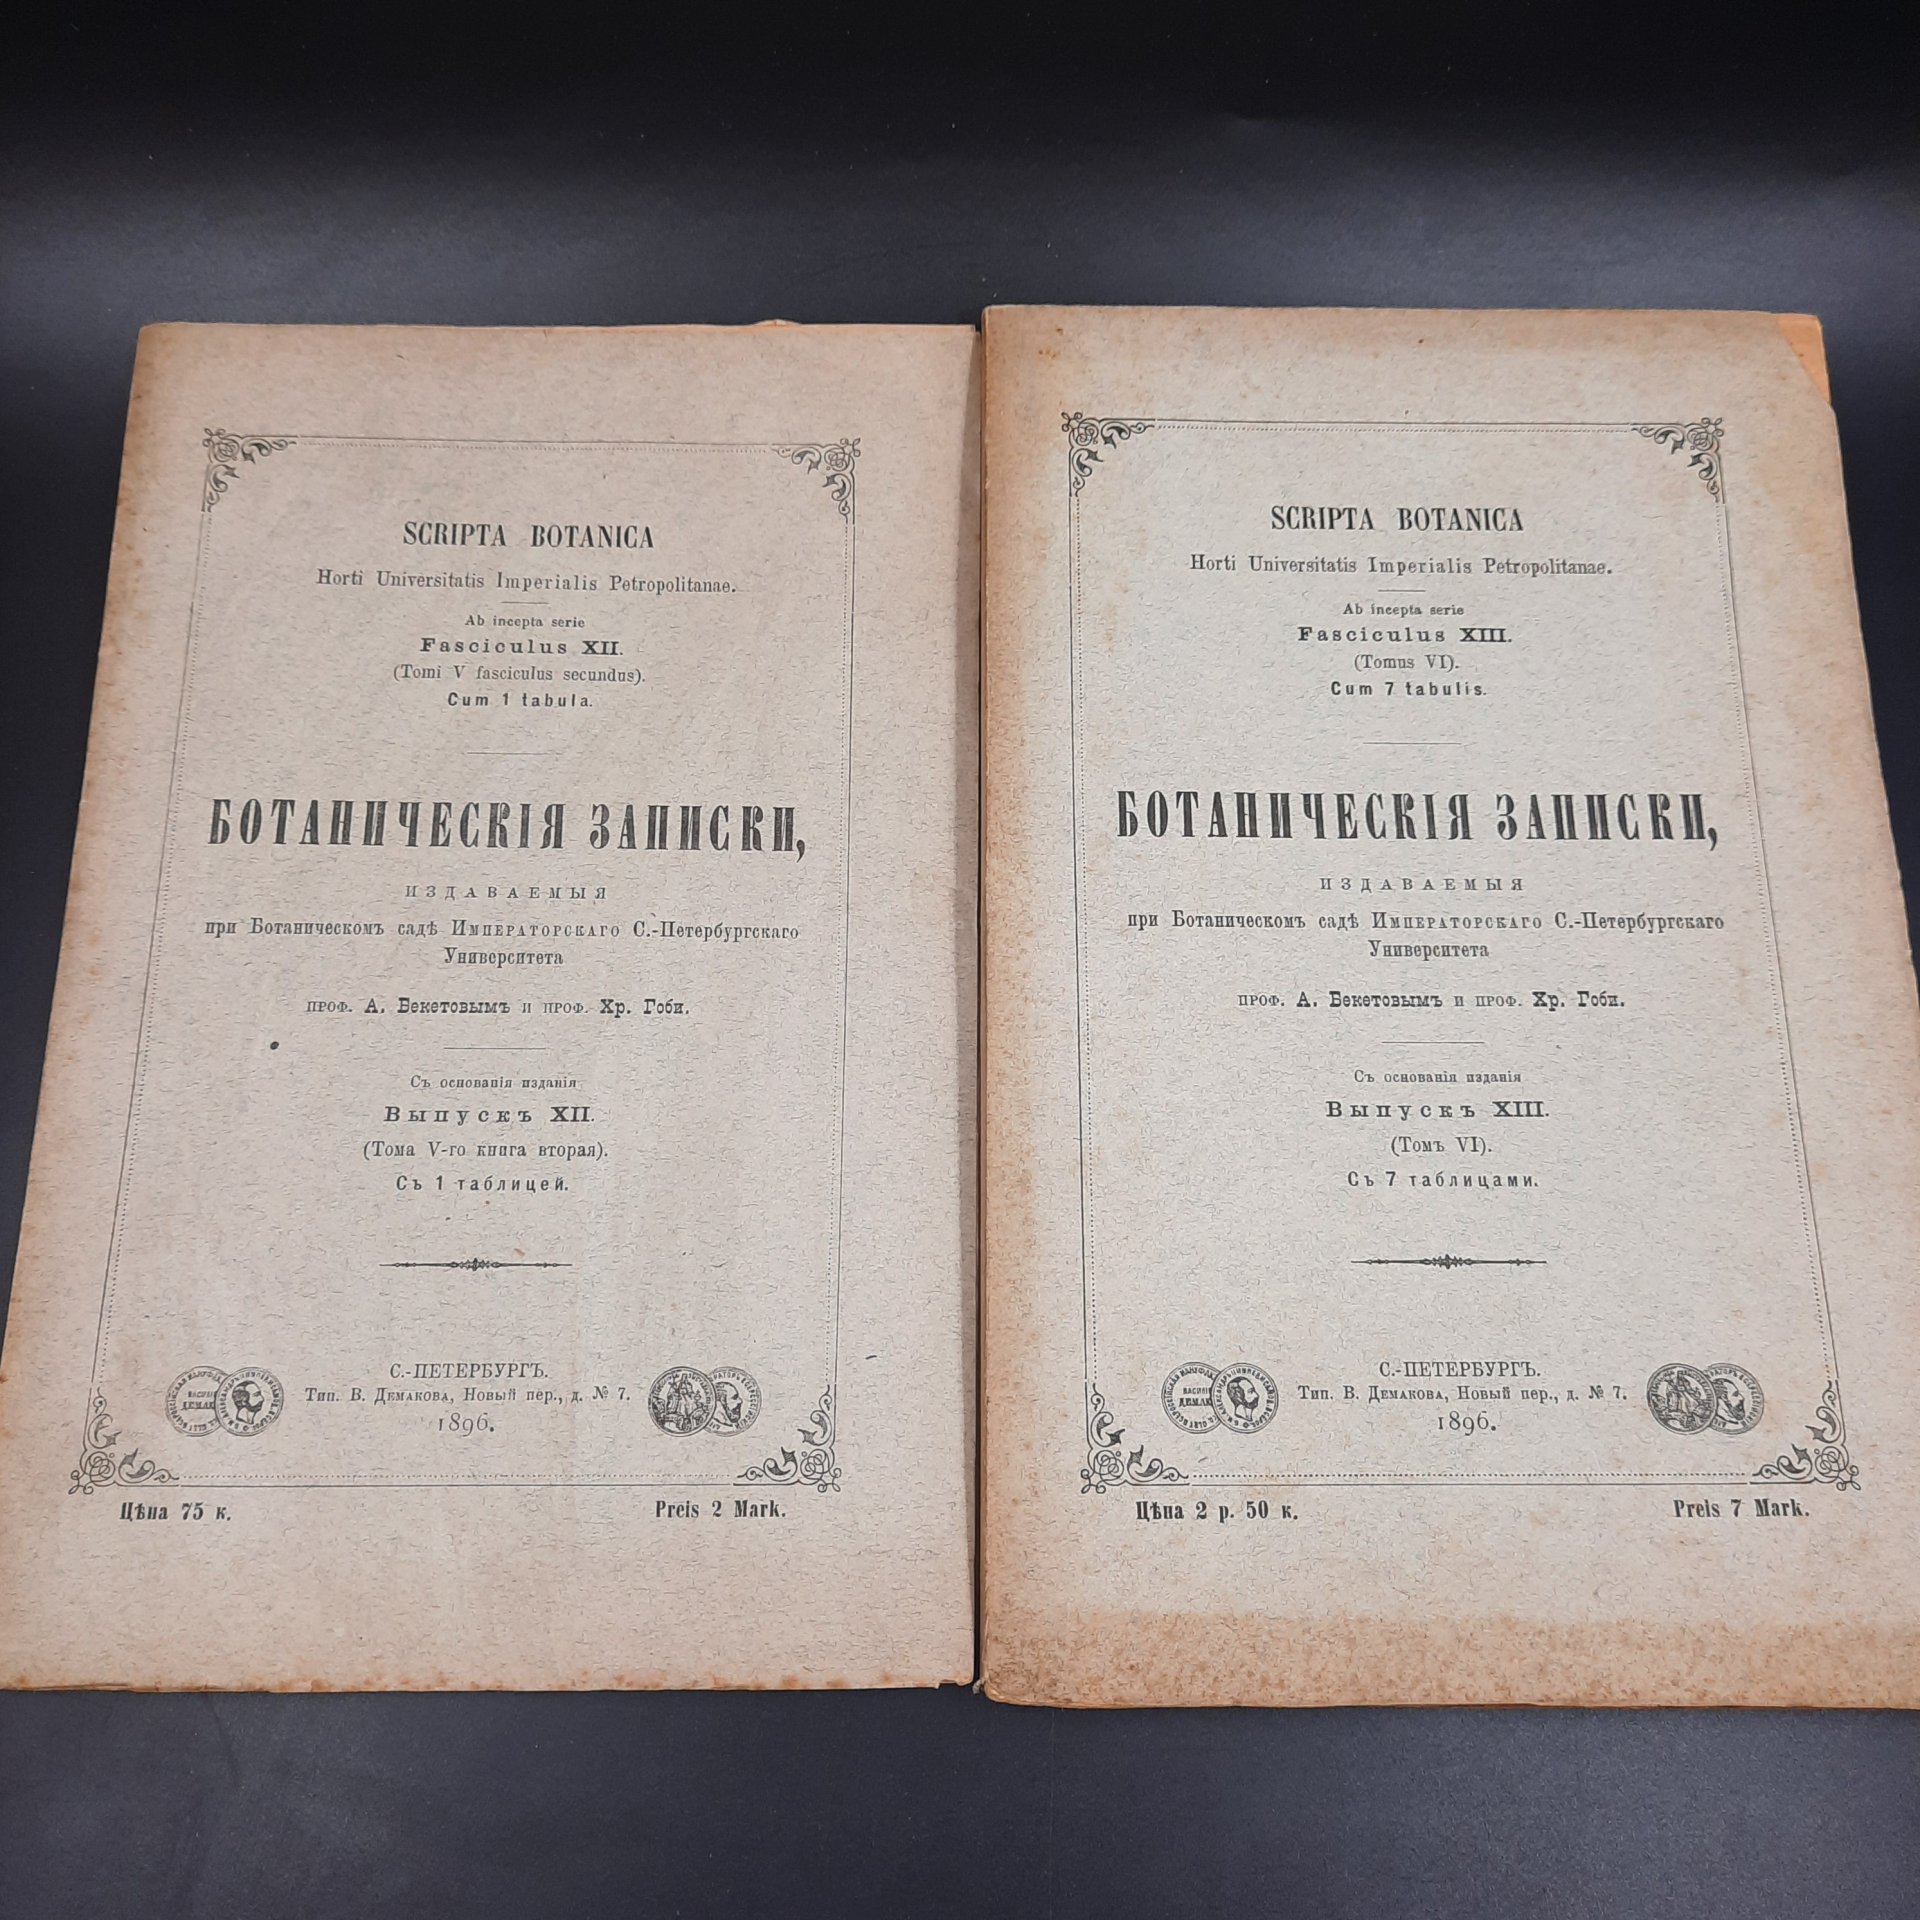 SCRIPTA BOTANICA
Horti Universitatis Imperialis Petropolitanae.
Ab incepta serie
Fasciculus XII.
(Tomi V fasciculus secundus).
Cum 1 tabula.
БОТАНИЧЕСКІЯ ЗАПИСКИ,
ИЗДАВАЕМЫЯ
при Ботаническомъ садѣ Императорскаго С.-Петербургскаго
Университета
проф. А. Бекетовымъ и проф. Хр. Гоби.
Съ основанія изданія
Выпускъ XII.
(Тома V-го книга вторая).
Съ 1 таблицей.
С.-ПЕТЕРБУРГЪ.
Тип. В. Демакова, Новый пер., д. № 7.
1896.
Цѣна 75 к.
Preis 2 Mark.
SCRIPTA BOTANICA
Horti Universitatis Imperialis Petropolitanae.
Ab incepta serie
Fasciculus XIII.
(Tomus VI).
Cum 7 tabulis.
БОТАНИЧЕСКІЯ ЗАПИСКИ,
ИЗДАВАЕМЫЯ
при Ботаническомъ садѣ Императорскаго С.-Петербургскаго
Университета
проф. А. Бекетовымъ и проф. Хр. Гоби.
Съ основанія изданія
Выпускъ XIII.
(Томъ VI).
Съ 7 таблицами.
С.-ПЕТЕРБУРГЪ.
Тип. В. Демакова, Новый пер., д. № 7.
1896.
Цѣна 2 р. 50 к.
Preis 7 Mark.